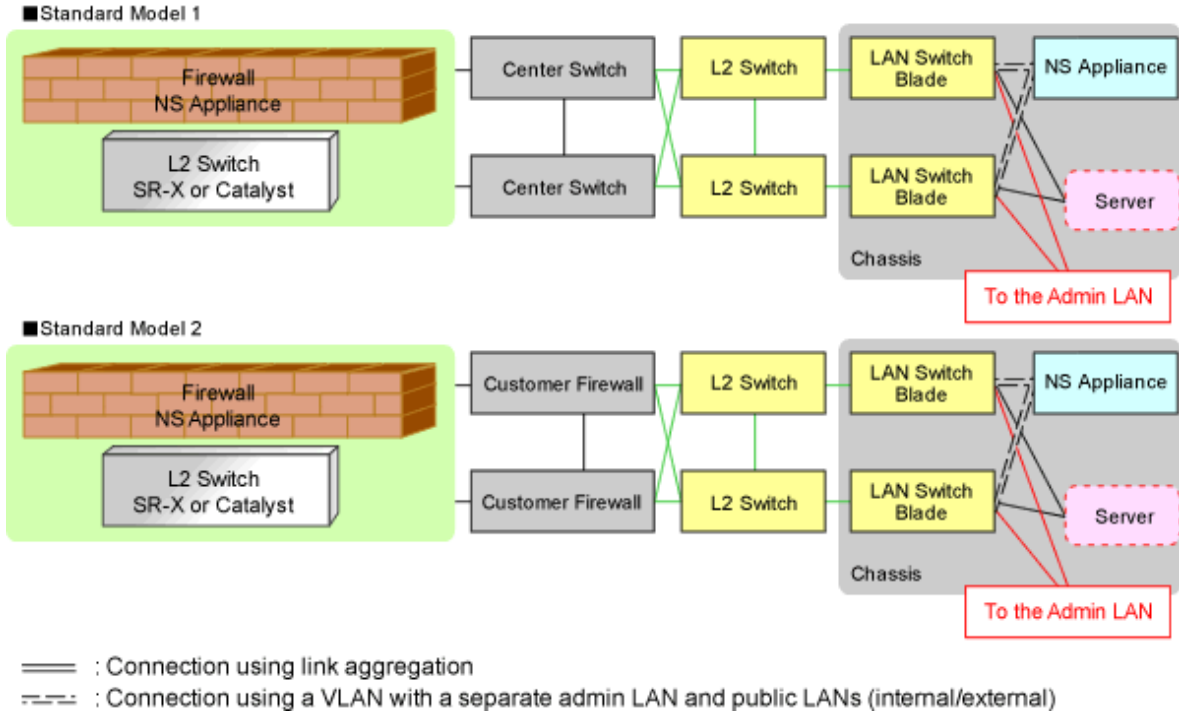 ■Standard Model 1
Firewall
NS Appliance
L2 Switch
SR-X or Catalyst
Center Switch
L2 Switch
LAN Switch
Blade
NS Appliance
Center Switch
L2 Switch
LAN Switch
Blade
Server
Chassis
To the Admin LAN
■Standard Model 2
Firewall
NS Appliance
L2 Switch
SR-X or Catalyst
Customer Firewall
L2 Switch
LAN Switch
Blade
NS Appliance
Customer Firewall
L2 Switch
LAN Switch
Blade
Server
Chassis
To the Admin LAN
: Connection using link aggregation
: Connection using a VLAN with a separate admin LAN and public LANs (internal/external)